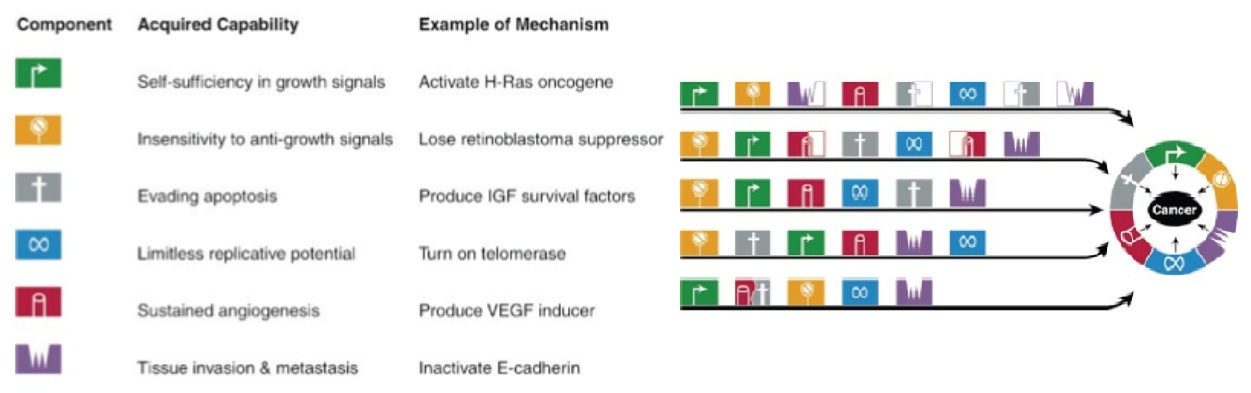 Component Acquired Capability Example of Mechanism
Self-sufficiency in growth signals Activate H-Ras oncogene
Insensitivity to anti-growth signals Lose retinoblastoma suppressor
Evading apoptosis Produce IGF survival factors
Limitless replicative potential Turn on telomerase
Sustained angiogenesis Produce VEGF inducer
Tissue invasion & metastasis Inactivate E-cadherin
Cancer